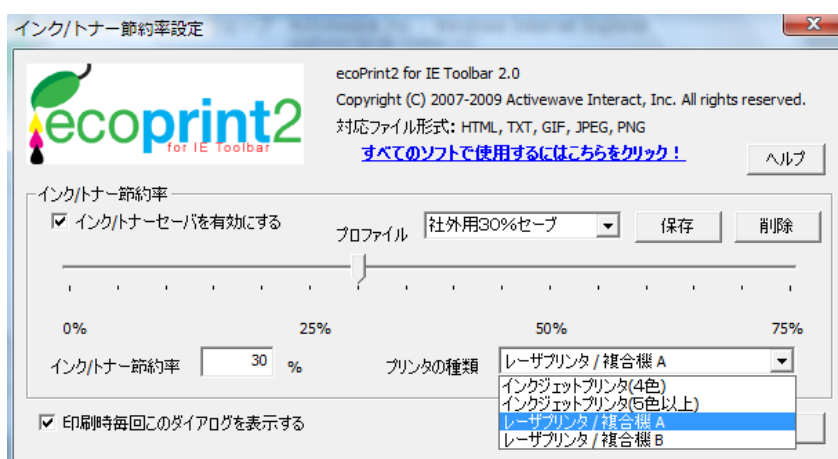 インク/トナー節約率設定
ecoprint2
for IE Toolbar
ecoPrint2 for IE Toolbar 2.0
Copyright (C) 2007-2009 Activewave Interact, Inc. All rights reserved.
対応ファイル形式: HTML, TXT, GIF, JPEG, PNG
すべてのソフトで使用するにはこちらをクリック！
ヘルプ
インク/トナー節約率
インク/トナーセーバを有効にする
プロファイル 社外用30%セーブ 保存 削除
0% 25% 50% 75%
インク/トナー節約率 30 % プリンタの種類 レーザプリンタ / 複合機 A
インクジェットプリンタ(4色)
インクジェットプリンタ(5色以上)
レーザプリンタ / 複合機 A
レーザプリンタ / 複合機 B
印刷時毎回このダイアログを表示する